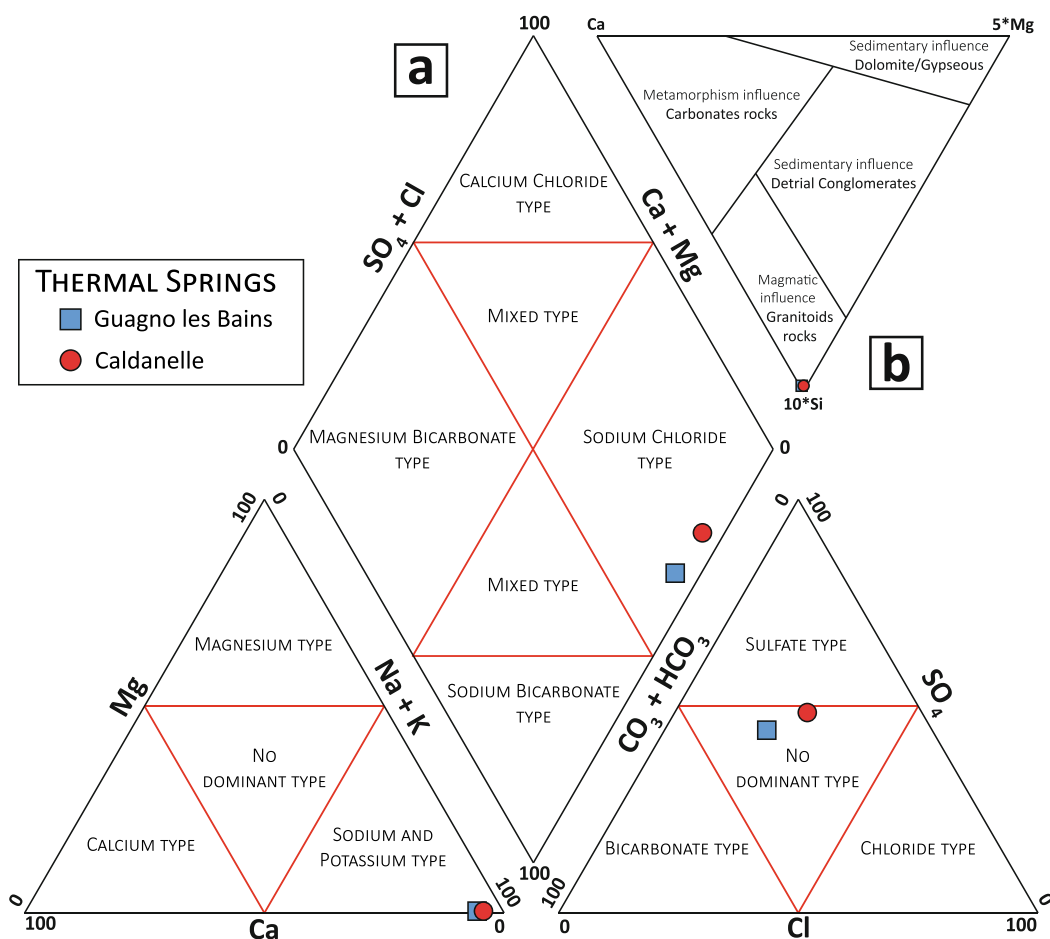 a
100
SO4 + Cl
Ca + Mg
CALCIUM CHLORIDE
TYPE
MIXED TYPE
MAGNESIUM BICARBONATE
TYPE
SODIUM CHLORIDE
TYPE
0
0
MIXED TYPE
SODIUM BICARBONATE
TYPE
100
THERMAL SPRINGS
Guagno les Bains
Caldanelle
Ca
5*Mg
Sedimentary influence
Dolomite/Gypseous
Metamorphism influence
Carbonates rocks
Sedimentary influence
Detrial Conglomerates
Magmatic
influence
Granitoids
rocks
10*Si
b
100
0
Mg
Na + K
MAGNESIUM TYPE
NO
DOMINANT TYPE
CALCIUM TYPE
SODIUM AND
POTASSIUM TYPE
0
100
100
0
Ca
0
100
CO3 + HCO3
SO4
SULFATE TYPE
NO
DOMINANT TYPE
BICARBONATE TYPE
CHLORIDE TYPE
100
0
0
100
Cl